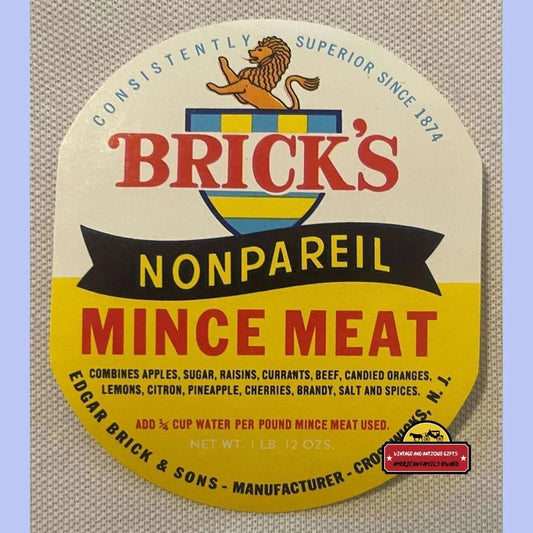 CONSISTENTLY SUPERIOR SINCE 1874
BRICK'S
NONPAREIL
MINCE MEAT
COMBINES APPLES, SUGAR, RAISINS, CURRANTS, BEEF, CANDIED ORANGES,
LEMONS, CITRON, PINEAPPLE, CHERRIES, BRANDY, SALT AND SPICES.
ADD ¾ CUP WATER PER POUND MINCE MEAT USED.
NET WT. 1 LB. 12 OZS.
EDGAR BRICK & SONS - MANUFACTURER - N. J.
VINTAGE AND ANTIQUE GIFTS
AMERICAN FAMILY OWNED